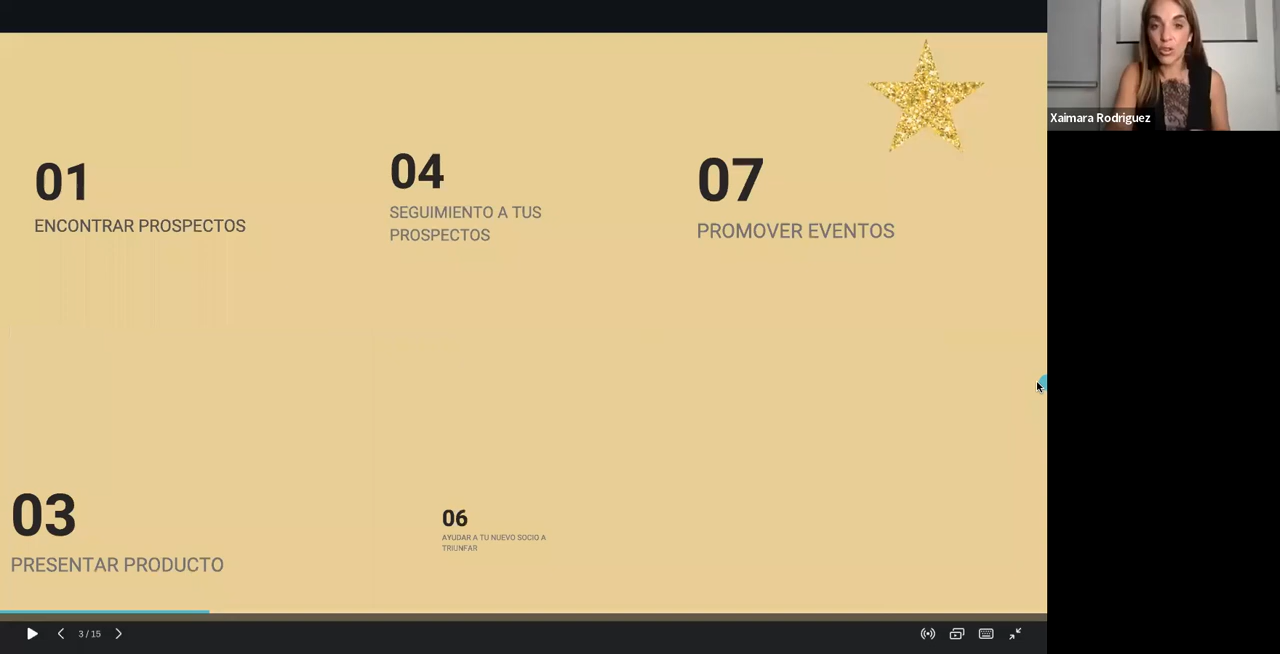 01
ENCONTRAR PROSPECTOS
04
SEGUIMIENTO A TUS
PROSPECTOS
07
PROMOVER EVENTOS
Xaimara Rodriguez
03
PRESENTAR PRODUCTO
06
AYUDAR A TU NUEVO SOCIO A
TRIUNFAR
3 / 15